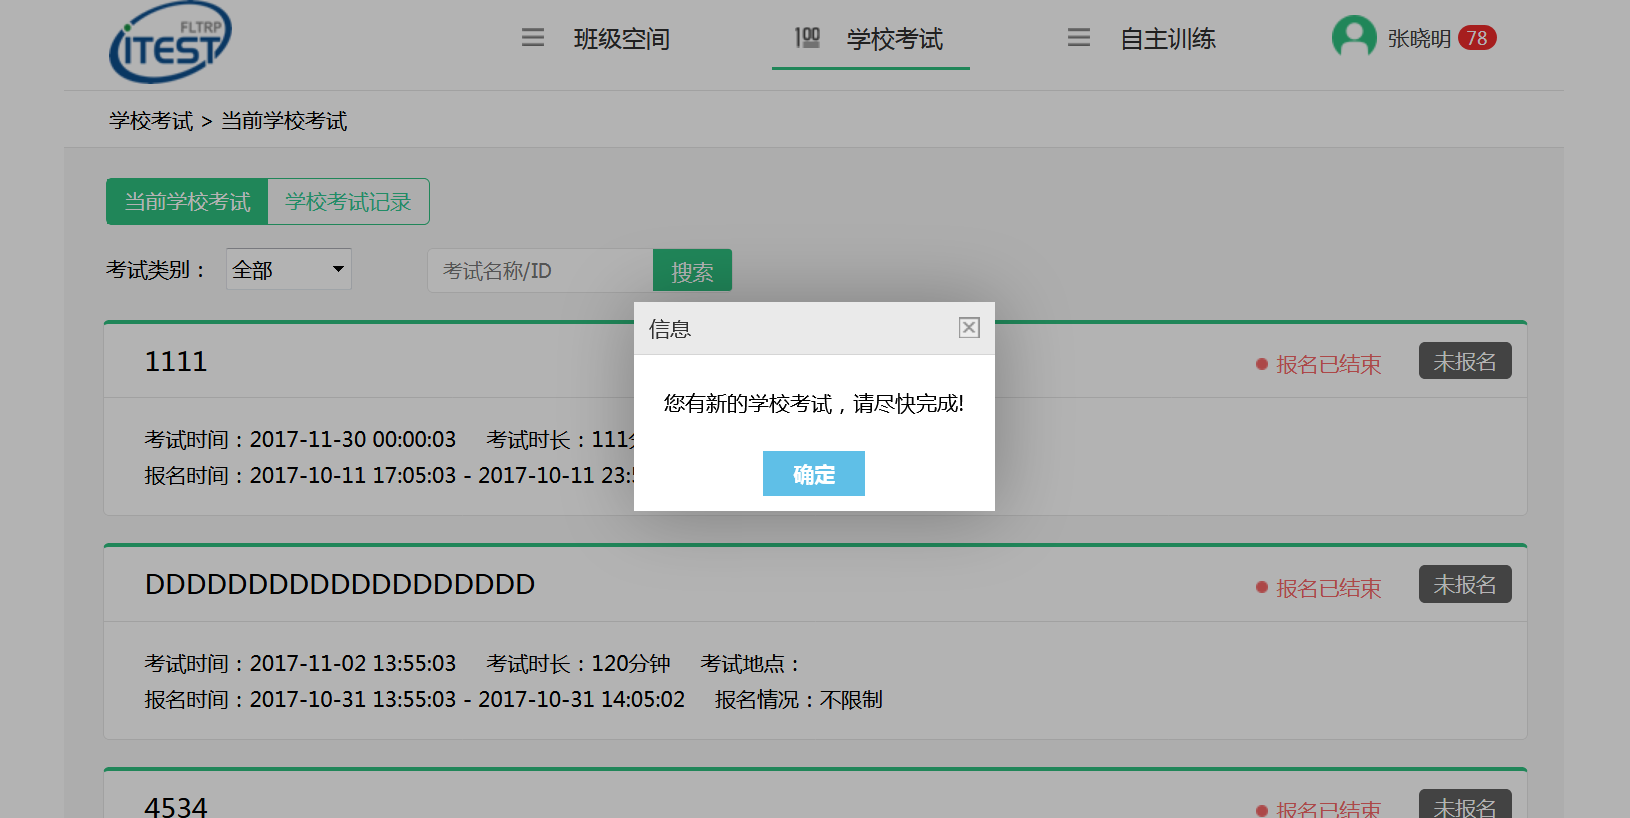 FLTRP
iTEST
班级空间
学校考试
自主训练
张晓明 78
学校考试 > 当前学校考试
当前学校考试 学校考试记录
考试类别： 全部 考试名称/ID 搜索
信息
您有新的学校考试，请尽快完成!
确定
1111 报名已结束 未报名
考试时间：2017-11-30 00:00:03 考试时长：111
报名时间：2017-10-11 17:05:03 - 2017-10-11 23:
DDDDDDDDDDDDDDDDDDD 报名已结束 未报名
考试时间：2017-11-02 13:55:03 考试时长：120分钟 考试地点：
报名时间：2017-10-31 13:55:03 - 2017-10-31 14:05:02 报名情况：不限制
4534 报名已结束 未报名